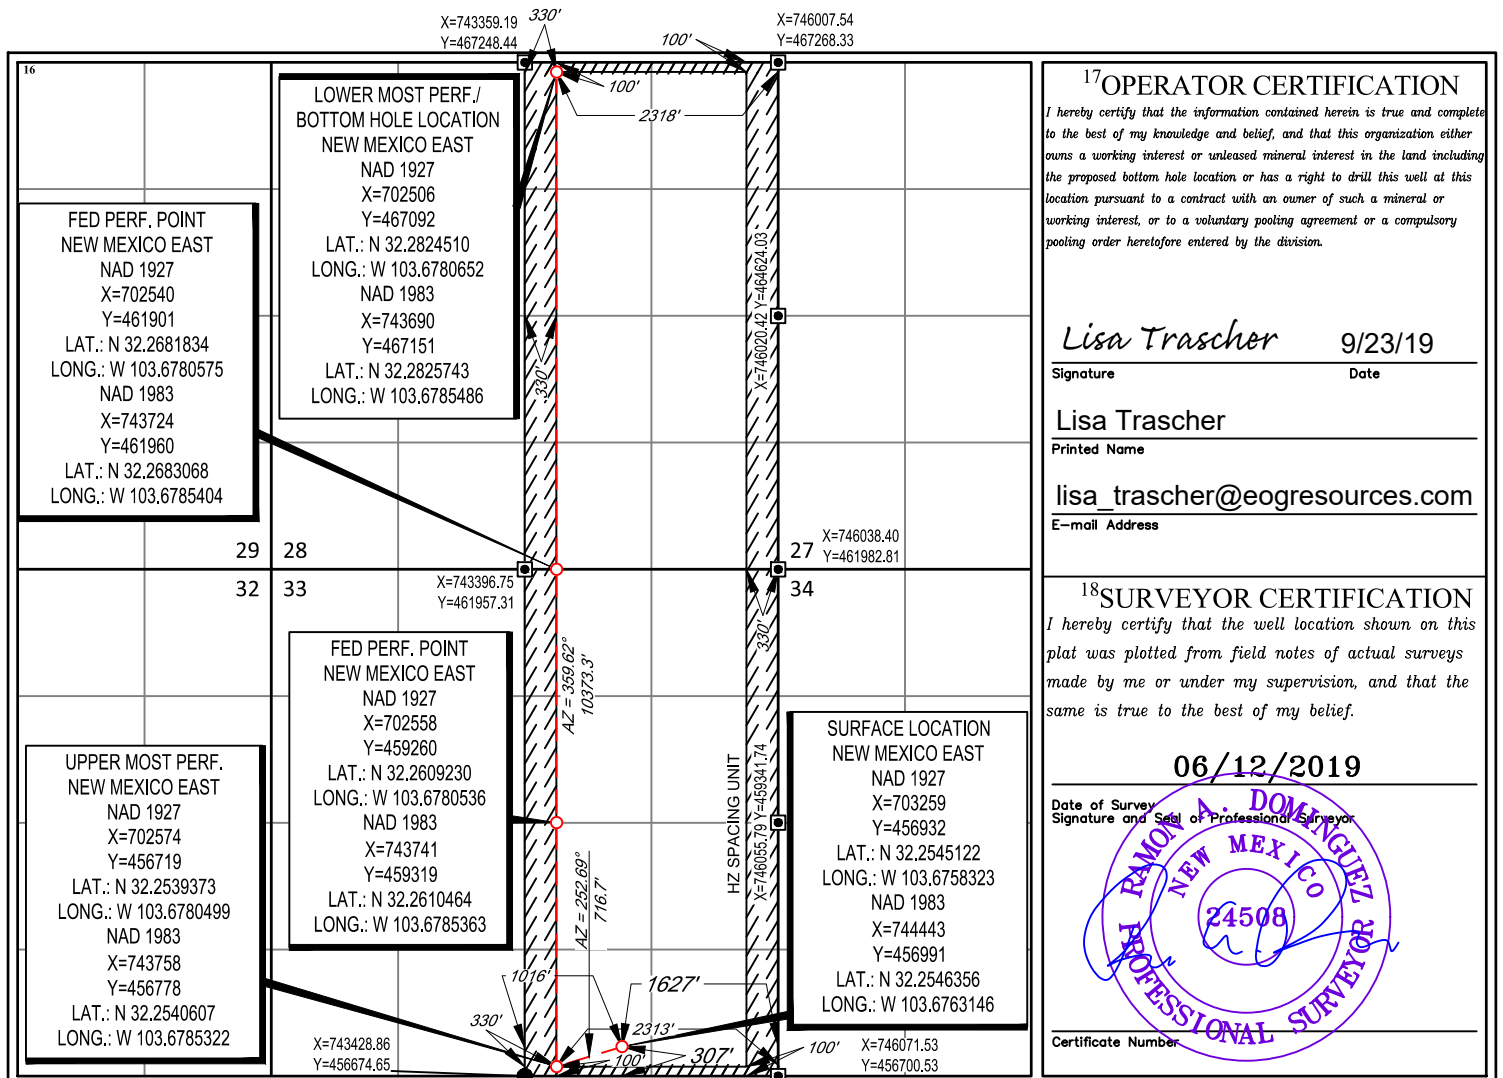 X=743359.19
Y=467248.44
330'
100'
X=746007.54
Y=467268.33
16
100'
2318'
LOWER MOST PERF./
BOTTOM HOLE LOCATION
NEW MEXICO EAST
NAD 1927
X=702506
Y=467092
LAT.: N 32.2824510
LONG.: W 103.6780652
NAD 1983
X=743690
Y=467151
LAT.: N 32.2825743
LONG.: W 103.6785486
FED PERF. POINT
NEW MEXICO EAST
NAD 1927
X=702540
Y=461901
LAT.: N 32.2681834
LONG.: W 103.6780575
NAD 1983
X=743724
Y=461960
LAT.: N 32.2683068
LONG.: W 103.6785404
330'
X=746020.42 Y=464624.03
29
28
27
X=746038.40
Y=461982.81
32
33
X=743396.75
Y=461957.31
34
330'
AZ = 359.62°
10373.3'
FED PERF. POINT
NEW MEXICO EAST
NAD 1927
X=702558
Y=459260
LAT.: N 32.2609230
LONG.: W 103.6780536
NAD 1983
X=743741
Y=459319
LAT.: N 32.2610464
LONG.: W 103.6785363
UPPER MOST PERF.
NEW MEXICO EAST
NAD 1927
X=702574
Y=456719
LAT.: N 32.2539373
LONG.: W 103.6780499
NAD 1983
X=743758
Y=456778
LAT.: N 32.2540607
LONG.: W 103.6785322
SURFACE LOCATION
NEW MEXICO EAST
NAD 1927
X=703259
Y=456932
LAT.: N 32.2545122
LONG.: W 103.6758323
NAD 1983
X=744443
Y=456991
LAT.: N 32.2546356
LONG.: W 103.6763146
HZ SPACING UNIT
X=746055.79 Y=459341.74
AZ = 252.69°
716.7'
1016'
1627'
330'
2313'
100'
307'
100'
X=743428.86
Y=456674.65
X=746071.53
Y=456700.53
17 OPERATOR CERTIFICATION
I hereby certify that the information contained herein is true and complete
to the best of my knowledge and belief, and that this organization either
owns a working interest or unleased mineral interest in the land including
the proposed bottom hole location or has a right to drill this well at this
location pursuant to a contract with an owner of such a mineral or
working interest, or to a voluntary pooling agreement or a compulsory
pooling order heretofore entered by the division.
Lisa Trascher 9/23/19
Signature Date
Lisa Trascher
Printed Name
lisa_trascher@eogresources.com
E-mail Address
18 SURVEYOR CERTIFICATION
I hereby certify that the well location shown on this
plat was plotted from field notes of actual surveys
made by me or under my supervision, and that the
same is true to the best of my belief.
06/12/2019
Date of Survey
Signature and Seal of Professional Surveyor
RAMON A. DOMINGUEZ
NEW MEXICO
24508
PROFESSIONAL SURVEYOR
Certificate Number